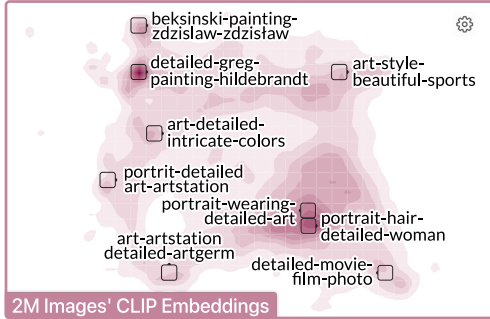 beksinski-painting-
zdzislaw-zdzisław
detailed-greg-
painting-hildebrandt
art-style-
beautiful-sports
art-detailed-
intricate-colors
portrit-detailed
art-artstation
portrait-wearing-
detailed-art
portrait-hair-
detailed-woman
art-artstation
detailed-artgerm
detailed-movie-
film-photo
2M Images' CLIP Embeddings